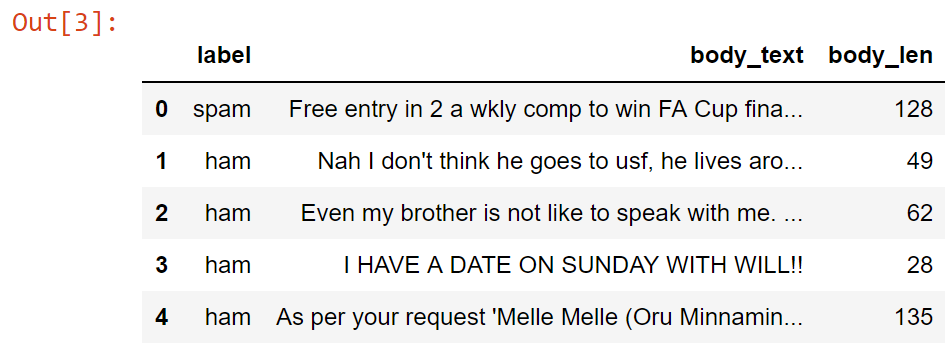 Out[3]:
label body_text body_len
0 spam Free entry in 2 a wkly comp to win FA Cup fina... 128
1 ham Nah I don't think he goes to usf, he lives aro... 49
2 ham Even my brother is not like to speak with me. ... 62
3 ham I HAVE A DATE ON SUNDAY WITH WILL!! 28
4 ham As per your request 'Melle Melle (Oru Minnamin... 135